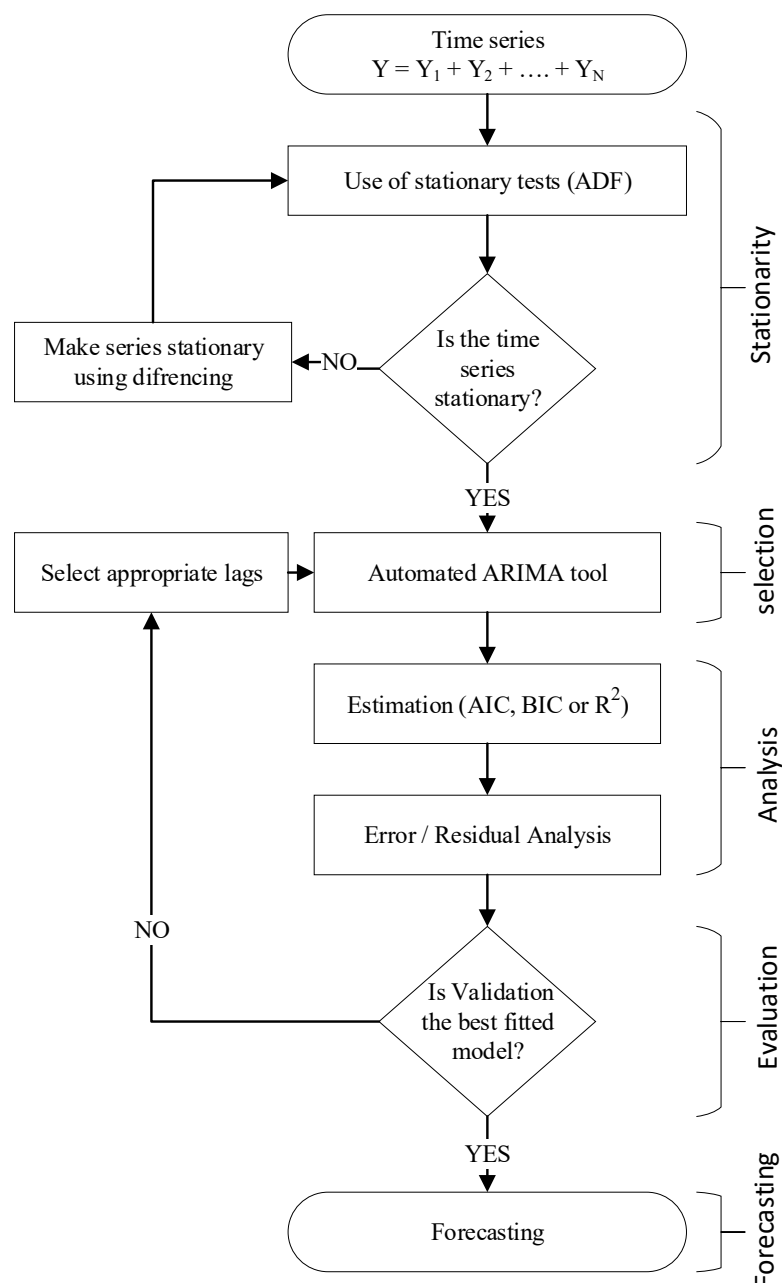 Time series
Y = Y₁ + Y₂ + .... + Y_N
Use of stationary tests (ADF)
Stationarity
Make series stationary
using difrencing
NO
Is the time
series
stationary?
YES
Select appropriate lags
Automated ARIMA tool
selection
Estimation (AIC, BIC or R²)
Analysis
Error / Residual Analysis
NO
Is Validation
the best fitted
model?
Evaluation
YES
Forecasting
Forecasting